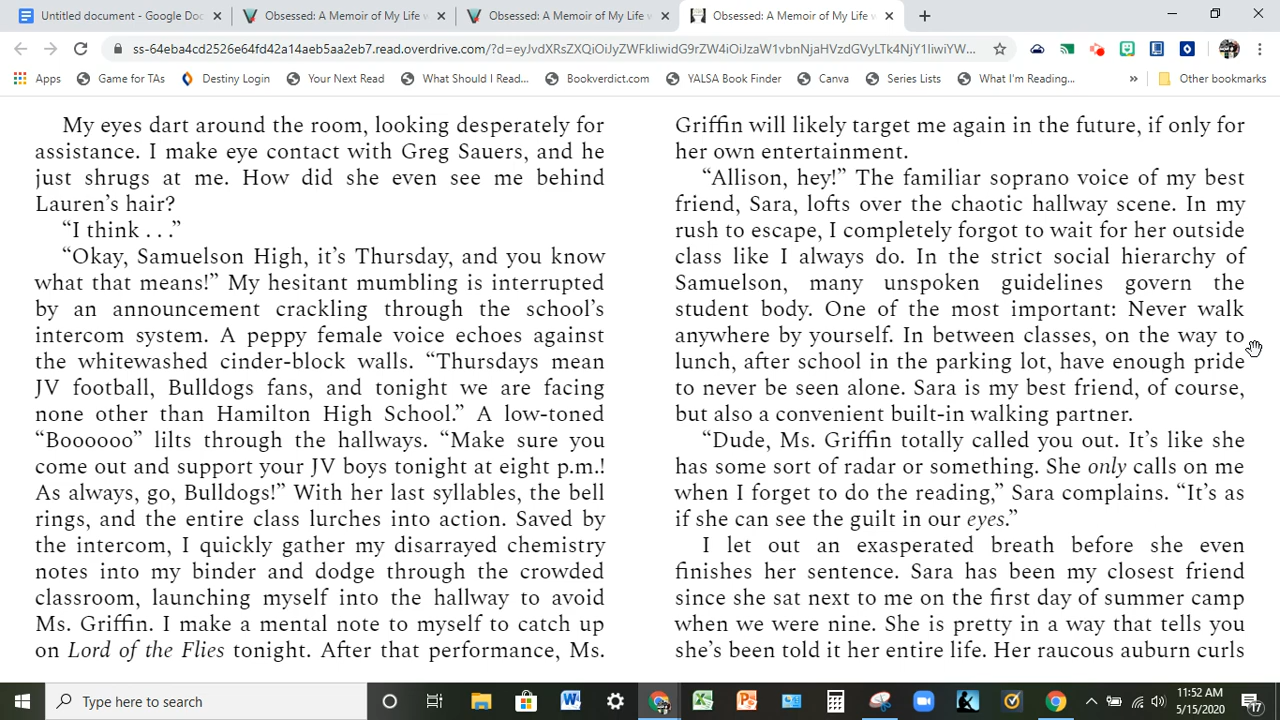 Untitled document - Google Doc
Obsessed: A Memoir of My Life w
Obsessed: A Memoir of My Life w
Obsessed: A Memoir of My Life w
ss-64eba4cd2526e64fd42a14aeb5aa2eb7.read.overdrive.com/?d=eyJvdXRsZXQiOiJyZWFkIiwidG9rZW4iOiJzaW1vbnNjaHVzdGVyLTk4NjY1IiwiYW...
Apps
Game for TAs
Destiny Login
Your Next Read
What Should I Read...
Bookverdict.com
YALSA Book Finder
Canva
Series Lists
What I'm Reading...
»
Other bookmarks
My eyes dart around the room, looking desperately for
assistance. I make eye contact with Greg Sauers, and he
just shrugs at me. How did she even see me behind
Lauren’s hair?
“I think . . .”
“Okay, Samuelson High, it’s Thursday, and you know
what that means!” My hesitant mumbling is interrupted
by an announcement crackling through the school’s
intercom system. A peppy female voice echoes against
the whitewashed cinder-block walls. “Thursdays mean
JV football, Bulldogs fans, and tonight we are facing
none other than Hamilton High School.” A low-toned
“Boooooo” lilts through the hallways. “Make sure you
come out and support your JV boys tonight at eight p.m.!
As always, go, Bulldogs!” With her last syllables, the bell
rings, and the entire class lurches into action. Saved by
the intercom, I quickly gather my disarrayed chemistry
notes into my binder and dodge through the crowded
classroom, launching myself into the hallway to avoid
Ms. Griffin. I make a mental note to myself to catch up
on Lord of the Flies tonight. After that performance, Ms.
Griffin will likely target me again in the future, if only for
her own entertainment.
“Allison, hey!” The familiar soprano voice of my best
friend, Sara, lofts over the chaotic hallway scene. In my
rush to escape, I completely forgot to wait for her outside
class like I always do. In the strict social hierarchy of
Samuelson, many unspoken guidelines govern the
student body. One of the most important: Never walk
anywhere by yourself. In between classes, on the way to
lunch, after school in the parking lot, have enough pride
to never be seen alone. Sara is my best friend, of course,
but also a convenient built-in walking partner.
“Dude, Ms. Griffin totally called you out. It’s like she
has some sort of radar or something. She only calls on me
when I forget to do the reading,” Sara complains. “It’s as
if she can see the guilt in our eyes.”
I let out an exasperated breath before she even
finishes her sentence. Sara has been my closest friend
since she sat next to me on the first day of summer camp
when we were nine. She is pretty in a way that tells you
she’s been told it her entire life. Her raucous auburn curls
Type here to search
11:52 AM
5/15/2020
17